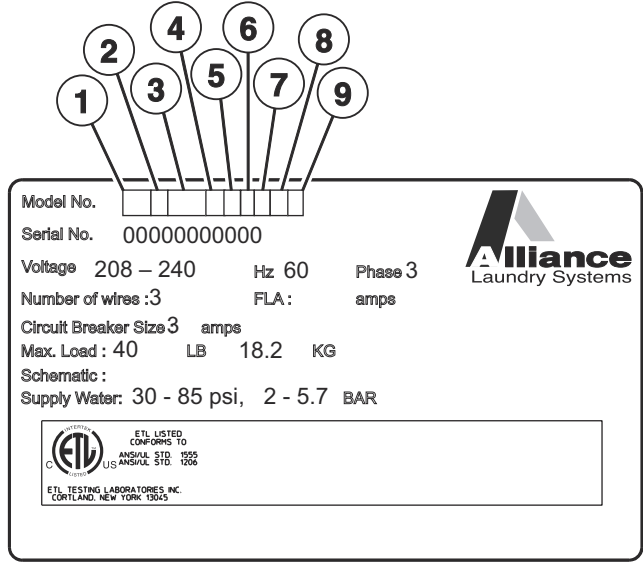 4
6
2
8
3
5
7
1
9
Model No.
Serial No. 00000000000
Voltage 208 – 240 Hz 60 Phase 3
Number of wires :3 FLA : amps
Circuit Breaker Size 3 amps
Max. Load : 40 LB 18.2 KG
Schematic :
Supply Water: 30 - 85 psi, 2 - 5.7 BAR
Alliance
Laundry Systems
INTERTEK
C ETL US
LISTED
ETL LISTED
CONFORMS TO
ANSI/UL STD. 1555
ANSI/UL STD. 1206
ETL TESTING LABORATORIES INC.
CORTLAND, NEW YORK 13045